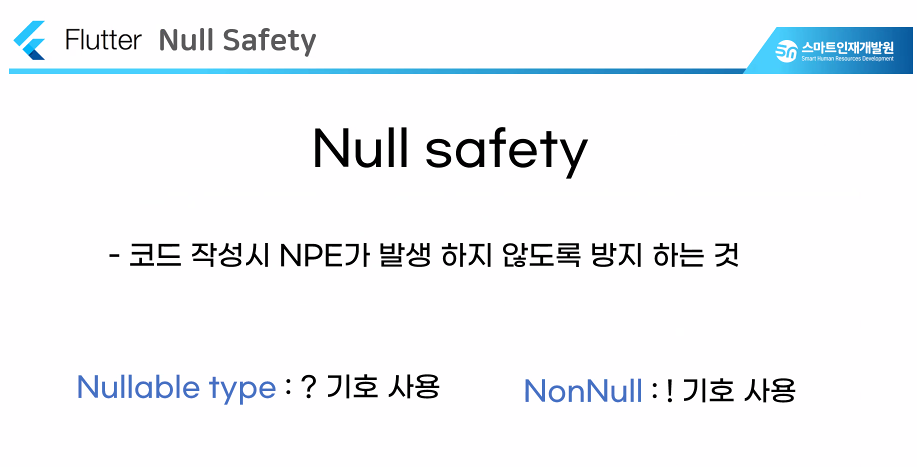 Flutter Null Safety
스마트인재개발원
Smart Human Resources Development
Null safety
- 코드 작성시 NPE가 발생 하지 않도록 방지 하는 것
Nullable type : ? 기호 사용
NonNull : ! 기호 사용